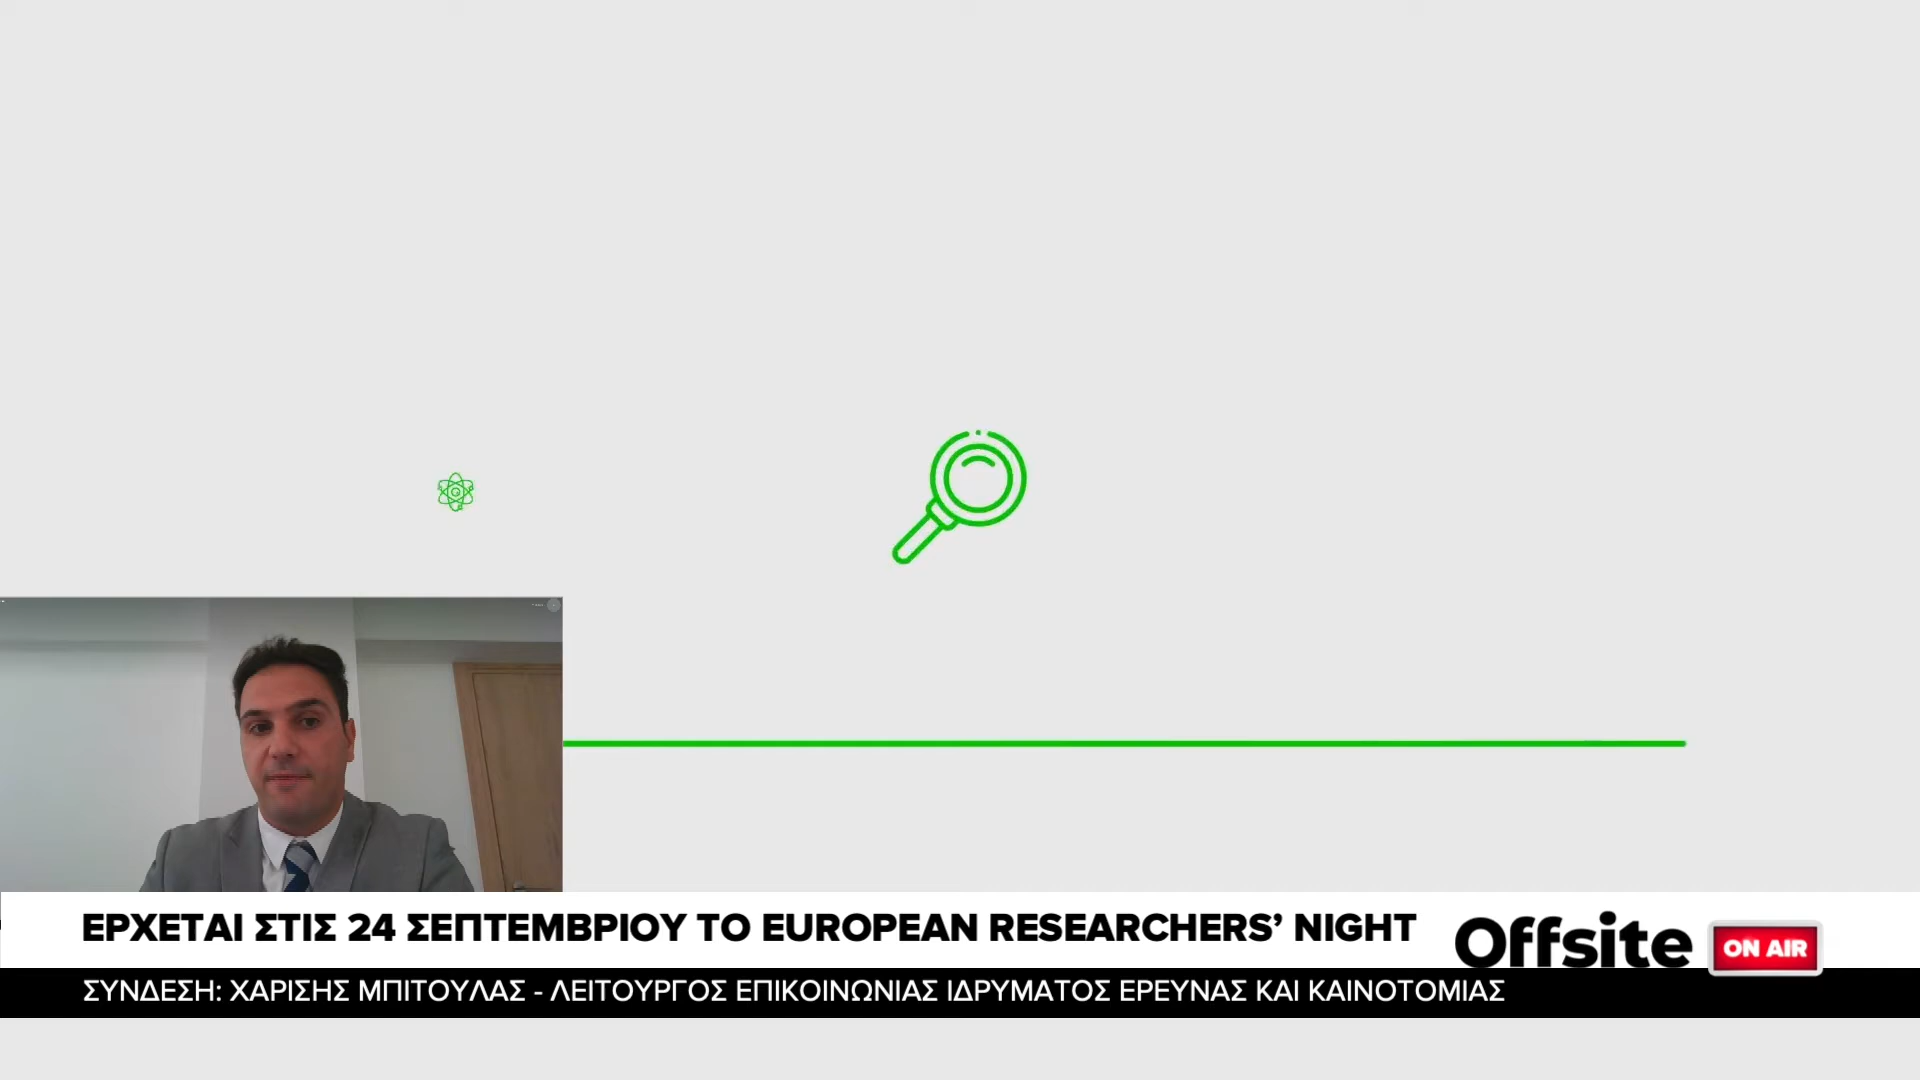 ΕΡΧΕΤΑΙ ΣΤΙΣ 24 ΣΕΠΤΕΜΒΡΙΟΥ ΤΟ EUROPEAN RESEARCHERS’ NIGHT
Offsite
ON AIR
ΣΥΝΔΕΣΗ: ΧΑΡΙΣΗΣ ΜΠΙΤΟΥΛΑΣ - ΛΕΙΤΟΥΡΓΟΣ ΕΠΙΚΟΙΝΩΝΙΑΣ ΙΔΡΥΜΑΤΟΣ ΕΡΕΥΝΑΣ ΚΑΙ ΚΑΙΝΟΤΟΜΙΑΣ